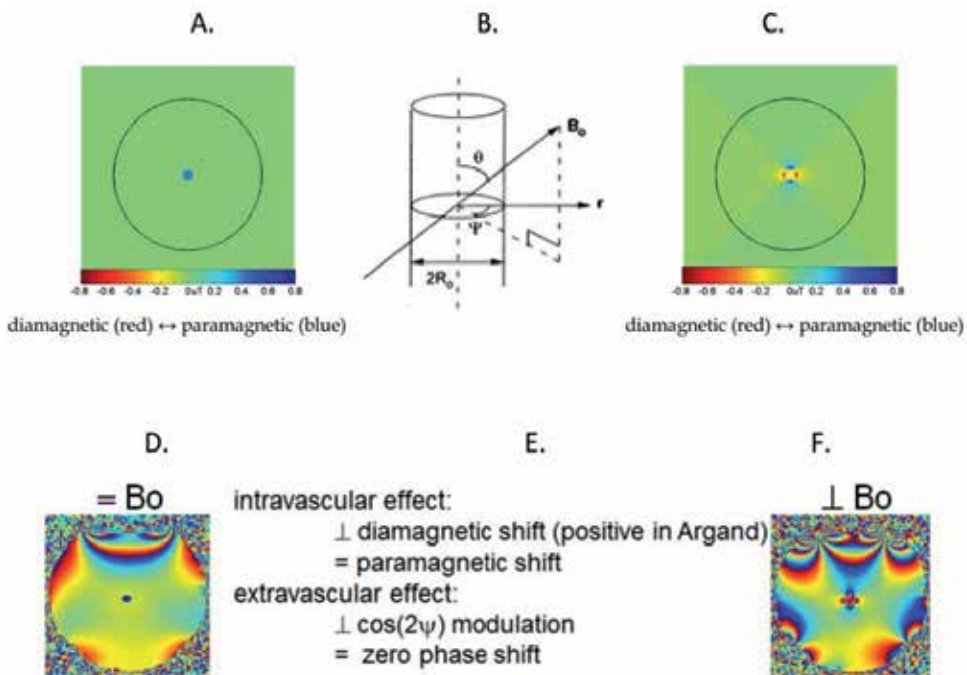 A.
B.
C.
B₀
θ
r
Ψ
2R₀
-0.8 -0.6 -0.4 -0.2 0uT 0.2 0.4 0.6 0.8
-0.8 -0.6 -0.4 -0.2 0uT 0.2 0.4 0.6 0.8
diamagnetic (red) ↔ paramagnetic (blue)
diamagnetic (red) ↔ paramagnetic (blue)
D.
E.
F.
= Bo
⊥ Bo
intravascular effect:
⊥ diamagnetic shift (positive in Argand)
= paramagnetic shift
extravascular effect:
⊥ cos(2ψ) modulation
= zero phase shift